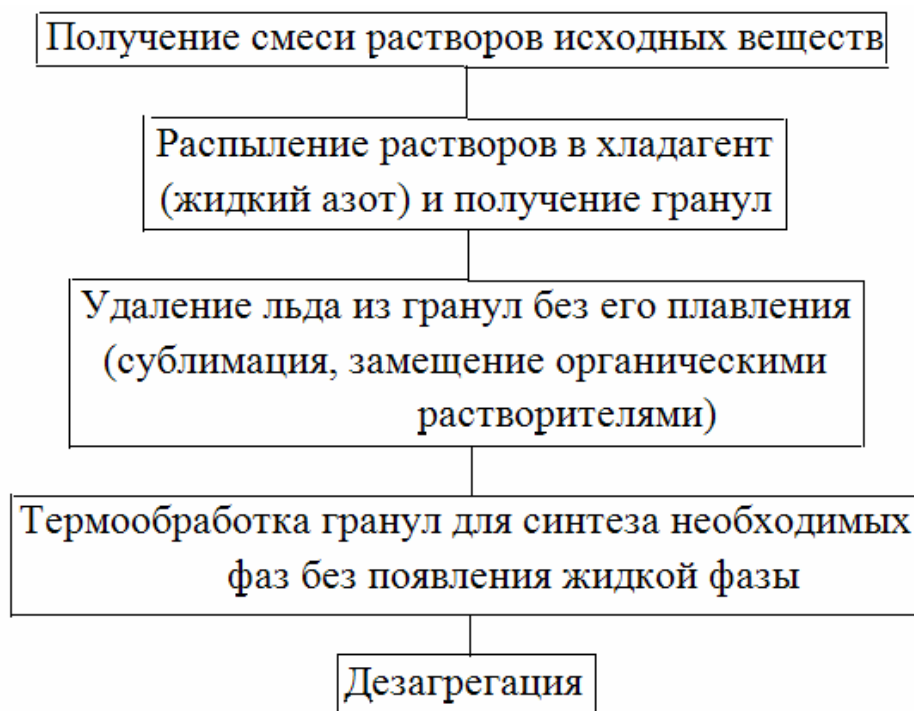 Получение смеси растворов исходных веществ
Распыление растворов в хладагент
(жидкий азот) и получение гранул
Удаление льда из гранул без его плавления
(сублимация, замещение органическими
растворителями)
Термообработка гранул для синтеза необходимых
фаз без появления жидкой фазы
Дезагрегация